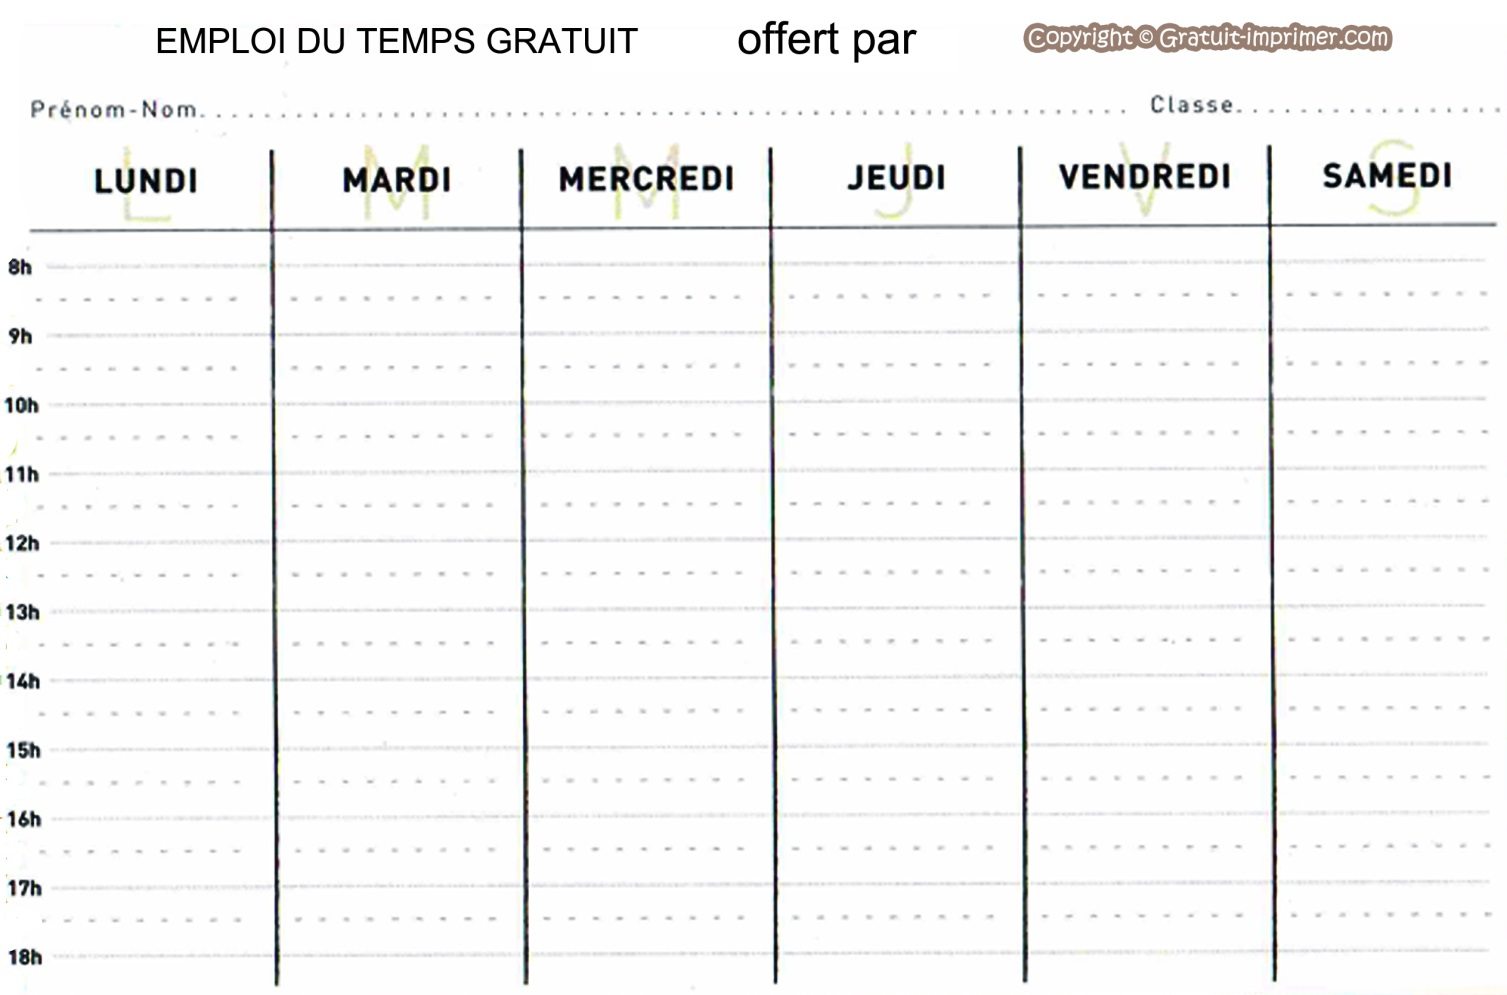 EMPLOI DU TEMPS GRATUIT offert par Copyright © Gratuit-imprimer.com
Prénom-Nom. . . . . . . . . . . . . . . . . . . . . . . . . . . . . . . . . . . . . . . . . . . . . . . . . . . . . Classe. . . . . . . . . . . . . . .
L M M J V S
LUNDI MARDI MERCREDI JEUDI VENDREDI SAMEDI
8h
9h
10h
11h
12h
13h
14h
15h
16h
17h
18h